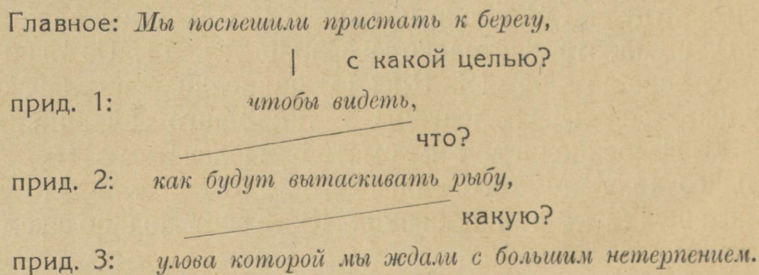 Главное: Мы поспешили пристать к берегу,
с какой целью?
прид. 1: чтобы видеть,
что?
прид. 2: как будут вытаскивать рыбу,
какую?
прид. 3: улова которой мы ждали с большим нетерпением.